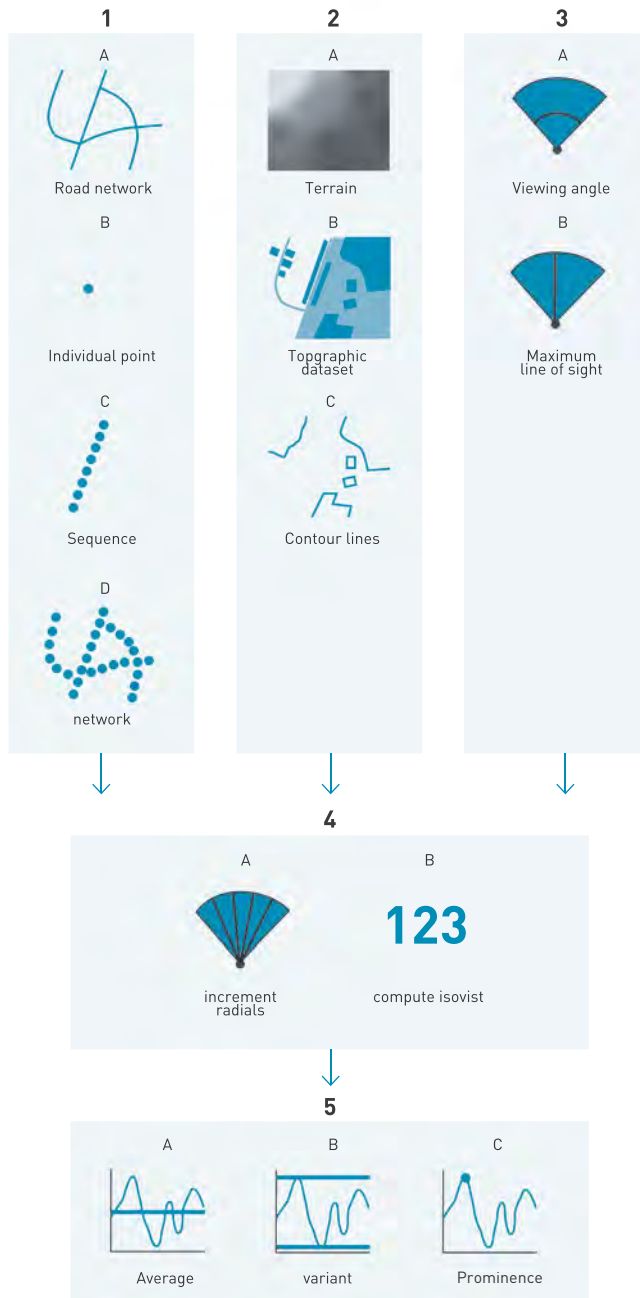 1
A
Road network
B
Individual point
C
Sequence
D
network
2
A
Terrain
B
Topgraphic
dataset
C
Contour lines
3
A
Viewing angle
B
Maximum
line of sight
4
A
increment
radials
B
123
compute isovist
5
A
Average
B
variant
C
Prominence